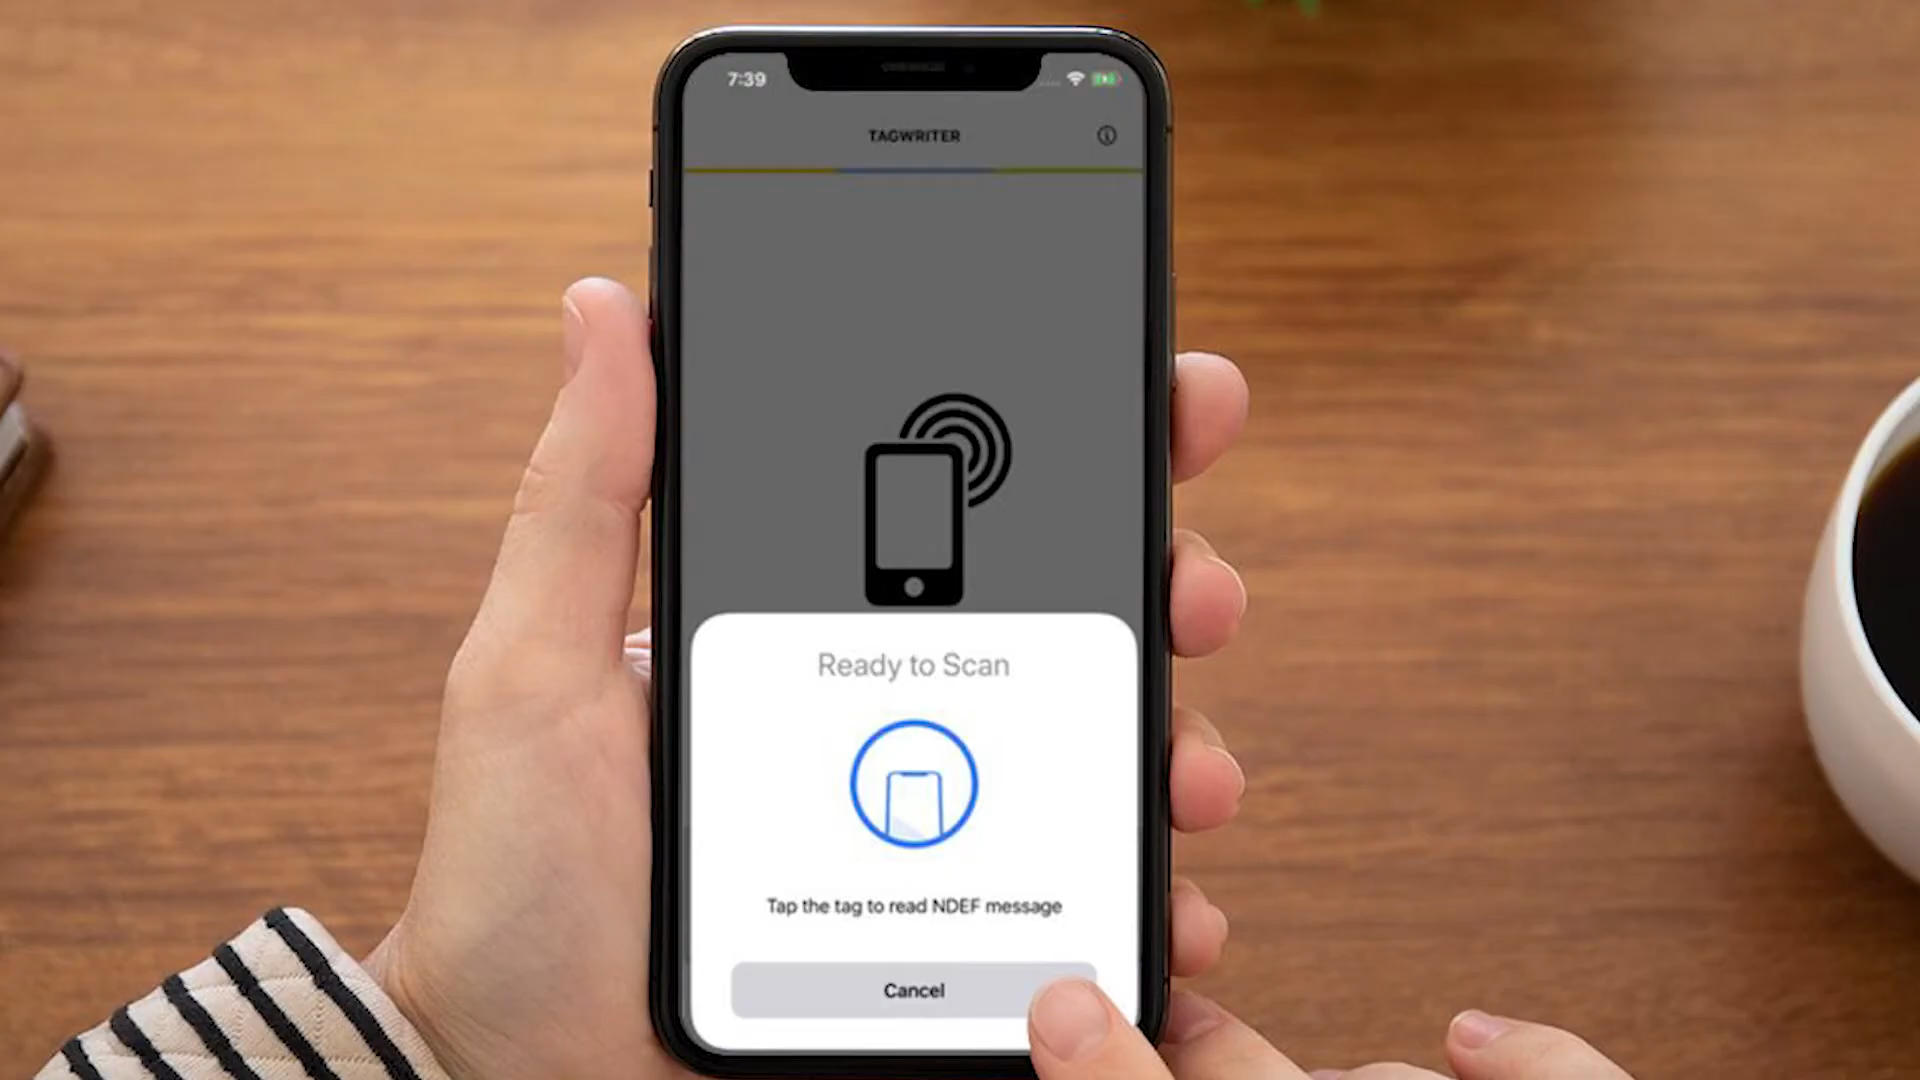 7:39
TAGWRITER
Ready to Scan
Tap the tag to read NDEF message
Cancel